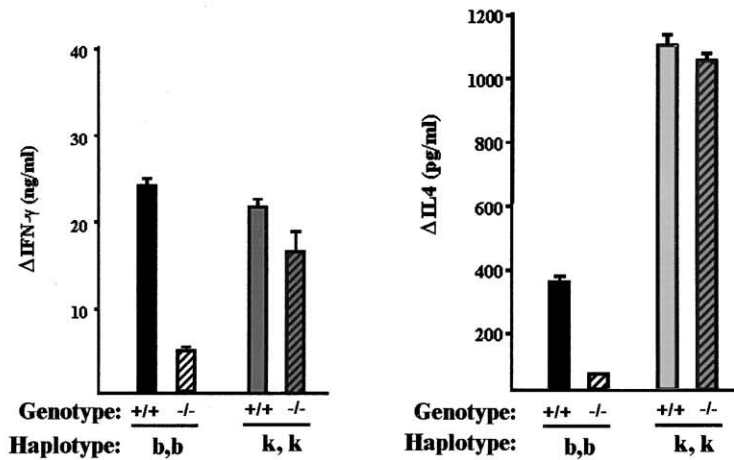 ΔIFN-γ (ng/ml)
40
30
20
10
Genotype: +/+ -/- +/+ -/-
Haplotype: b,b k, k
ΔIL4 (pg/ml)
1200
1000
800
600
400
200
Genotype: +/+ -/- +/+ -/-
Haplotype: b,b k, k